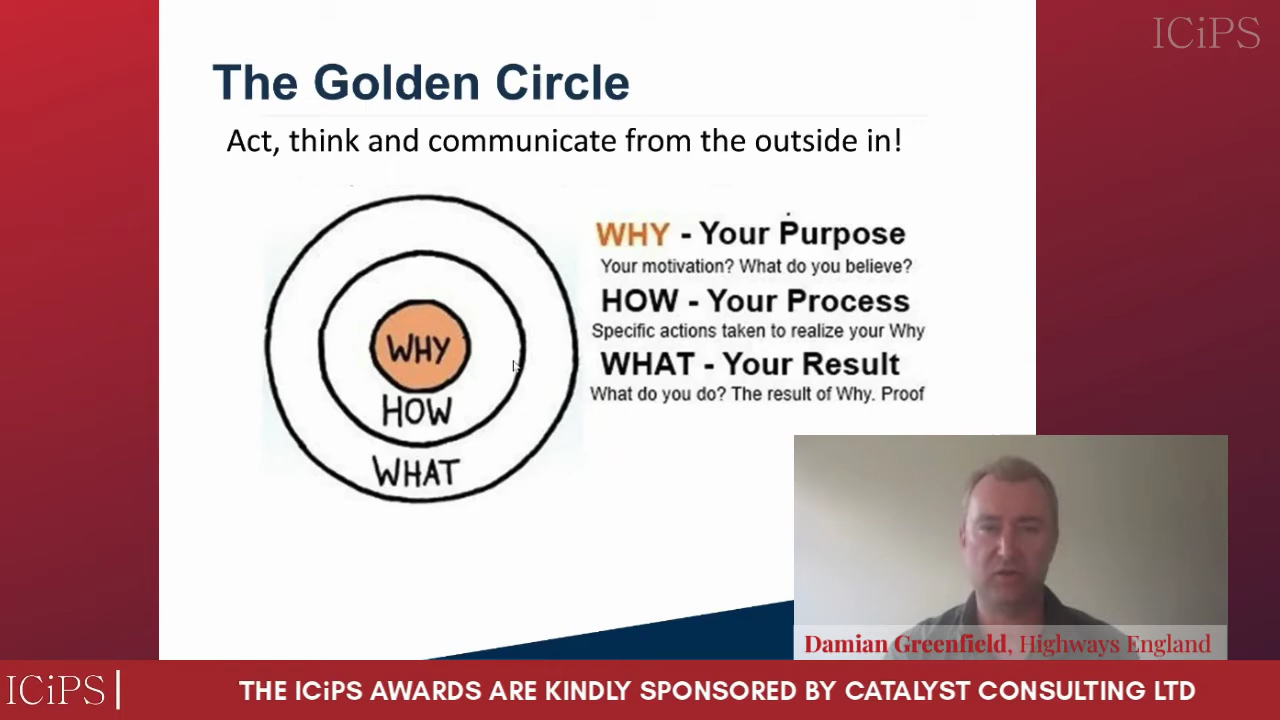 ICiPS
The Golden Circle
Act, think and communicate from the outside in!
WHY
HOW
WHAT
WHY - Your Purpose
Your motivation? What do you believe?
HOW - Your Process
Specific actions taken to realize your Why
WHAT - Your Result
What do you do? The result of Why. Proof
Damian Greenfield, Highways England
ICiPS
THE ICiPS AWARDS ARE KINDLY SPONSORED BY CATALYST CONSULTING LTD